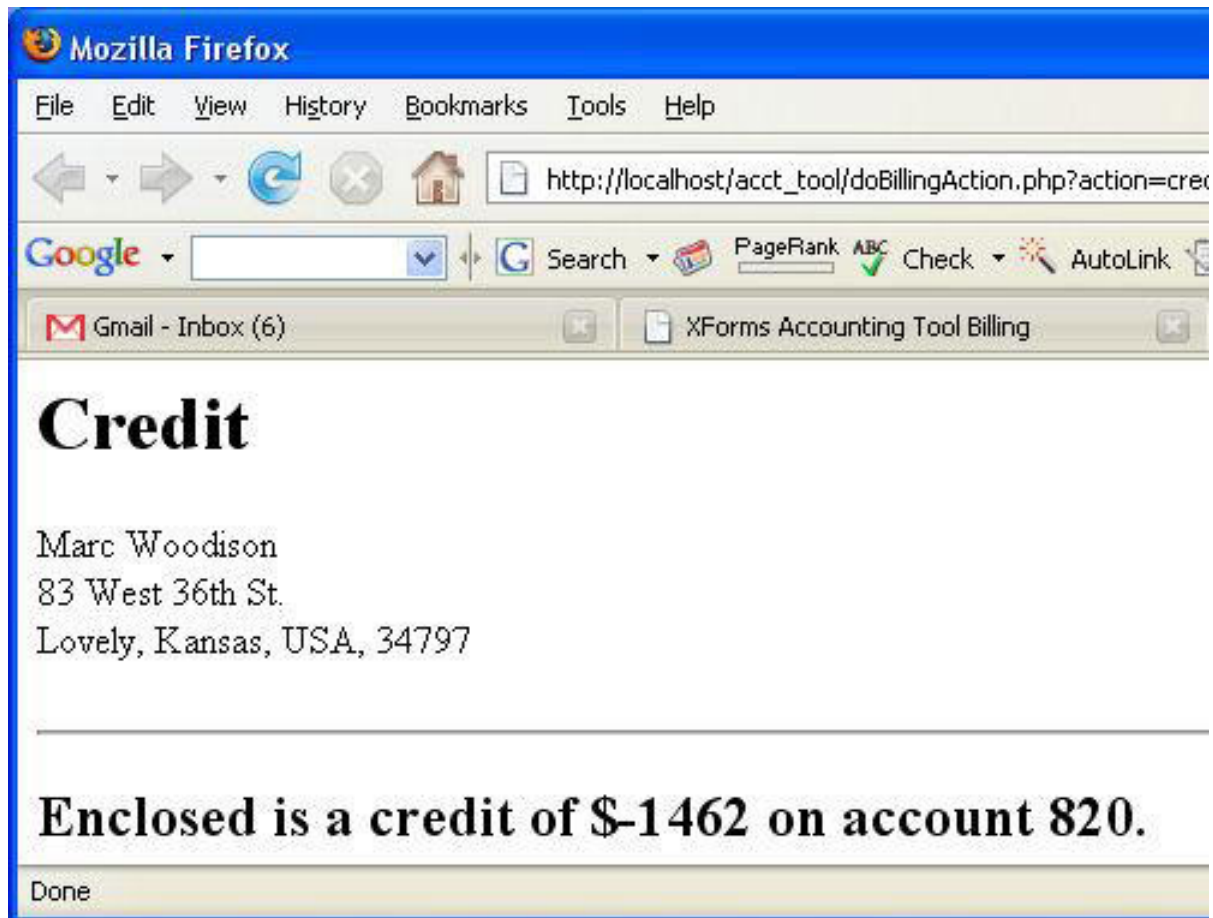 Mozilla Firefox
File Edit View History Bookmarks Tools Help
http://localhost/acct_tool/doBillingAction.php?action=cred
Google Search PageRank ABC Check AutoLink
Gmail - Inbox (6) XForms Accounting Tool Billing
Credit
Marc Woodison
83 West 36th St.
Lovely, Kansas, USA, 34797
Enclosed is a credit of $-1462 on account 820.
Done